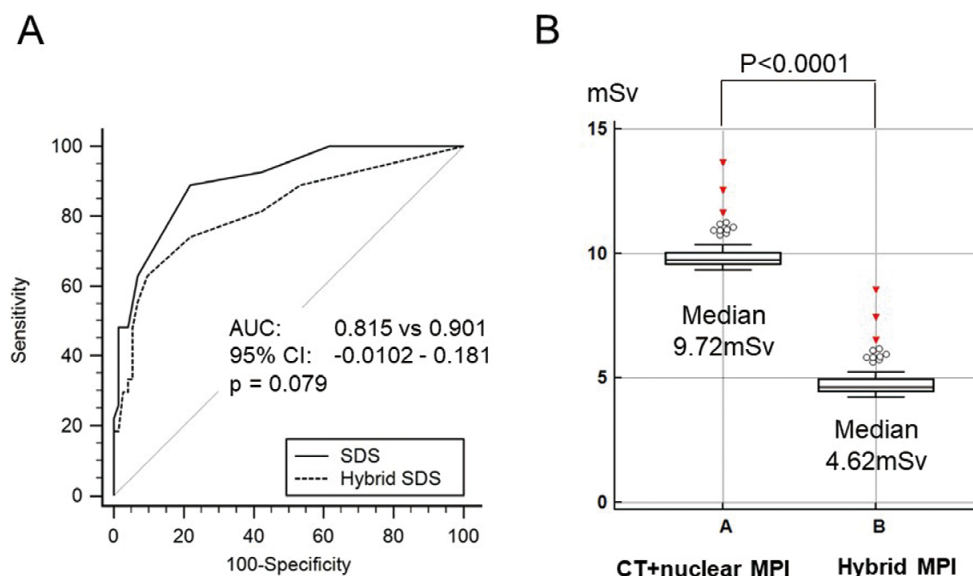 A
Sensitivity
100
80
60
40
20
0
0 20 40 60 80 100
100-Specificity
AUC: 0.815 vs 0.901
95% CI: -0.0102 - 0.181
p = 0.079
SDS
Hybrid SDS
B
P<0.0001
mSv
15
10
5
0
Median
9.72mSv
Median
4.62mSv
A B
CT+nuclear MPI Hybrid MPI